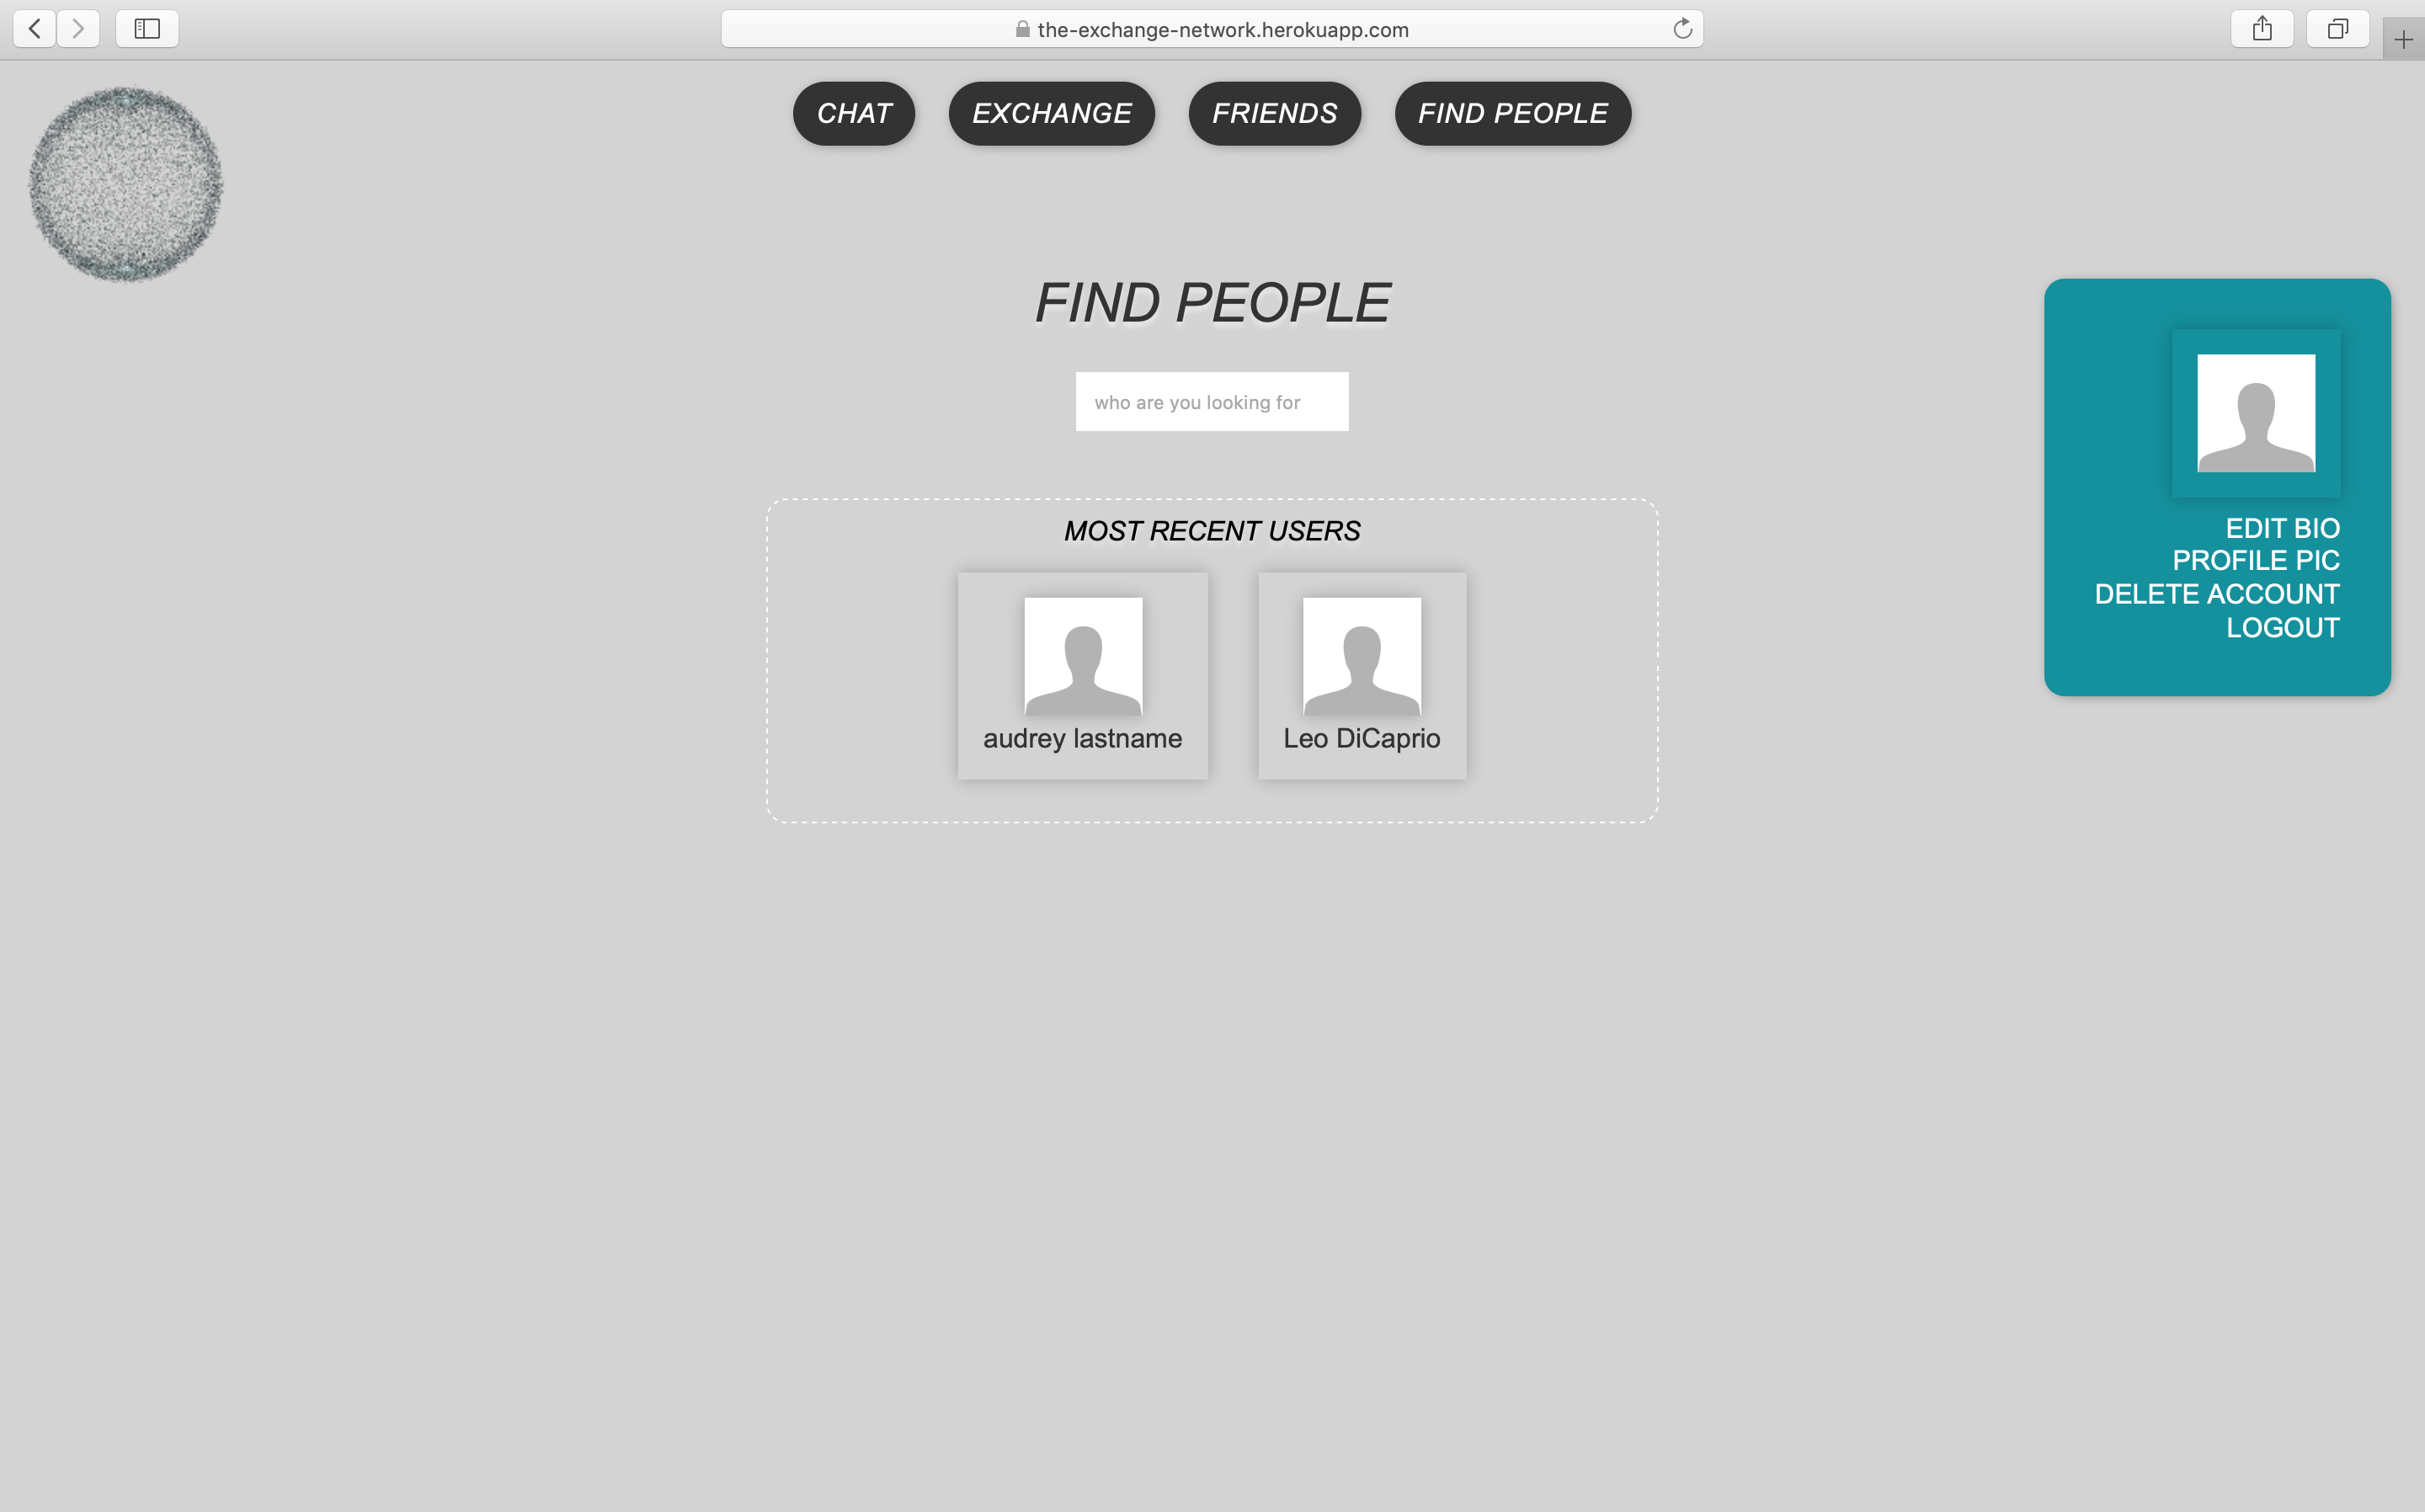 the-exchange-network.herokuapp.com
CHAT
EXCHANGE
FRIENDS
FIND PEOPLE
FIND PEOPLE
who are you looking for
MOST RECENT USERS
audrey lastname
Leo DiCaprio
EDIT BIO
PROFILE PIC
DELETE ACCOUNT
LOGOUT